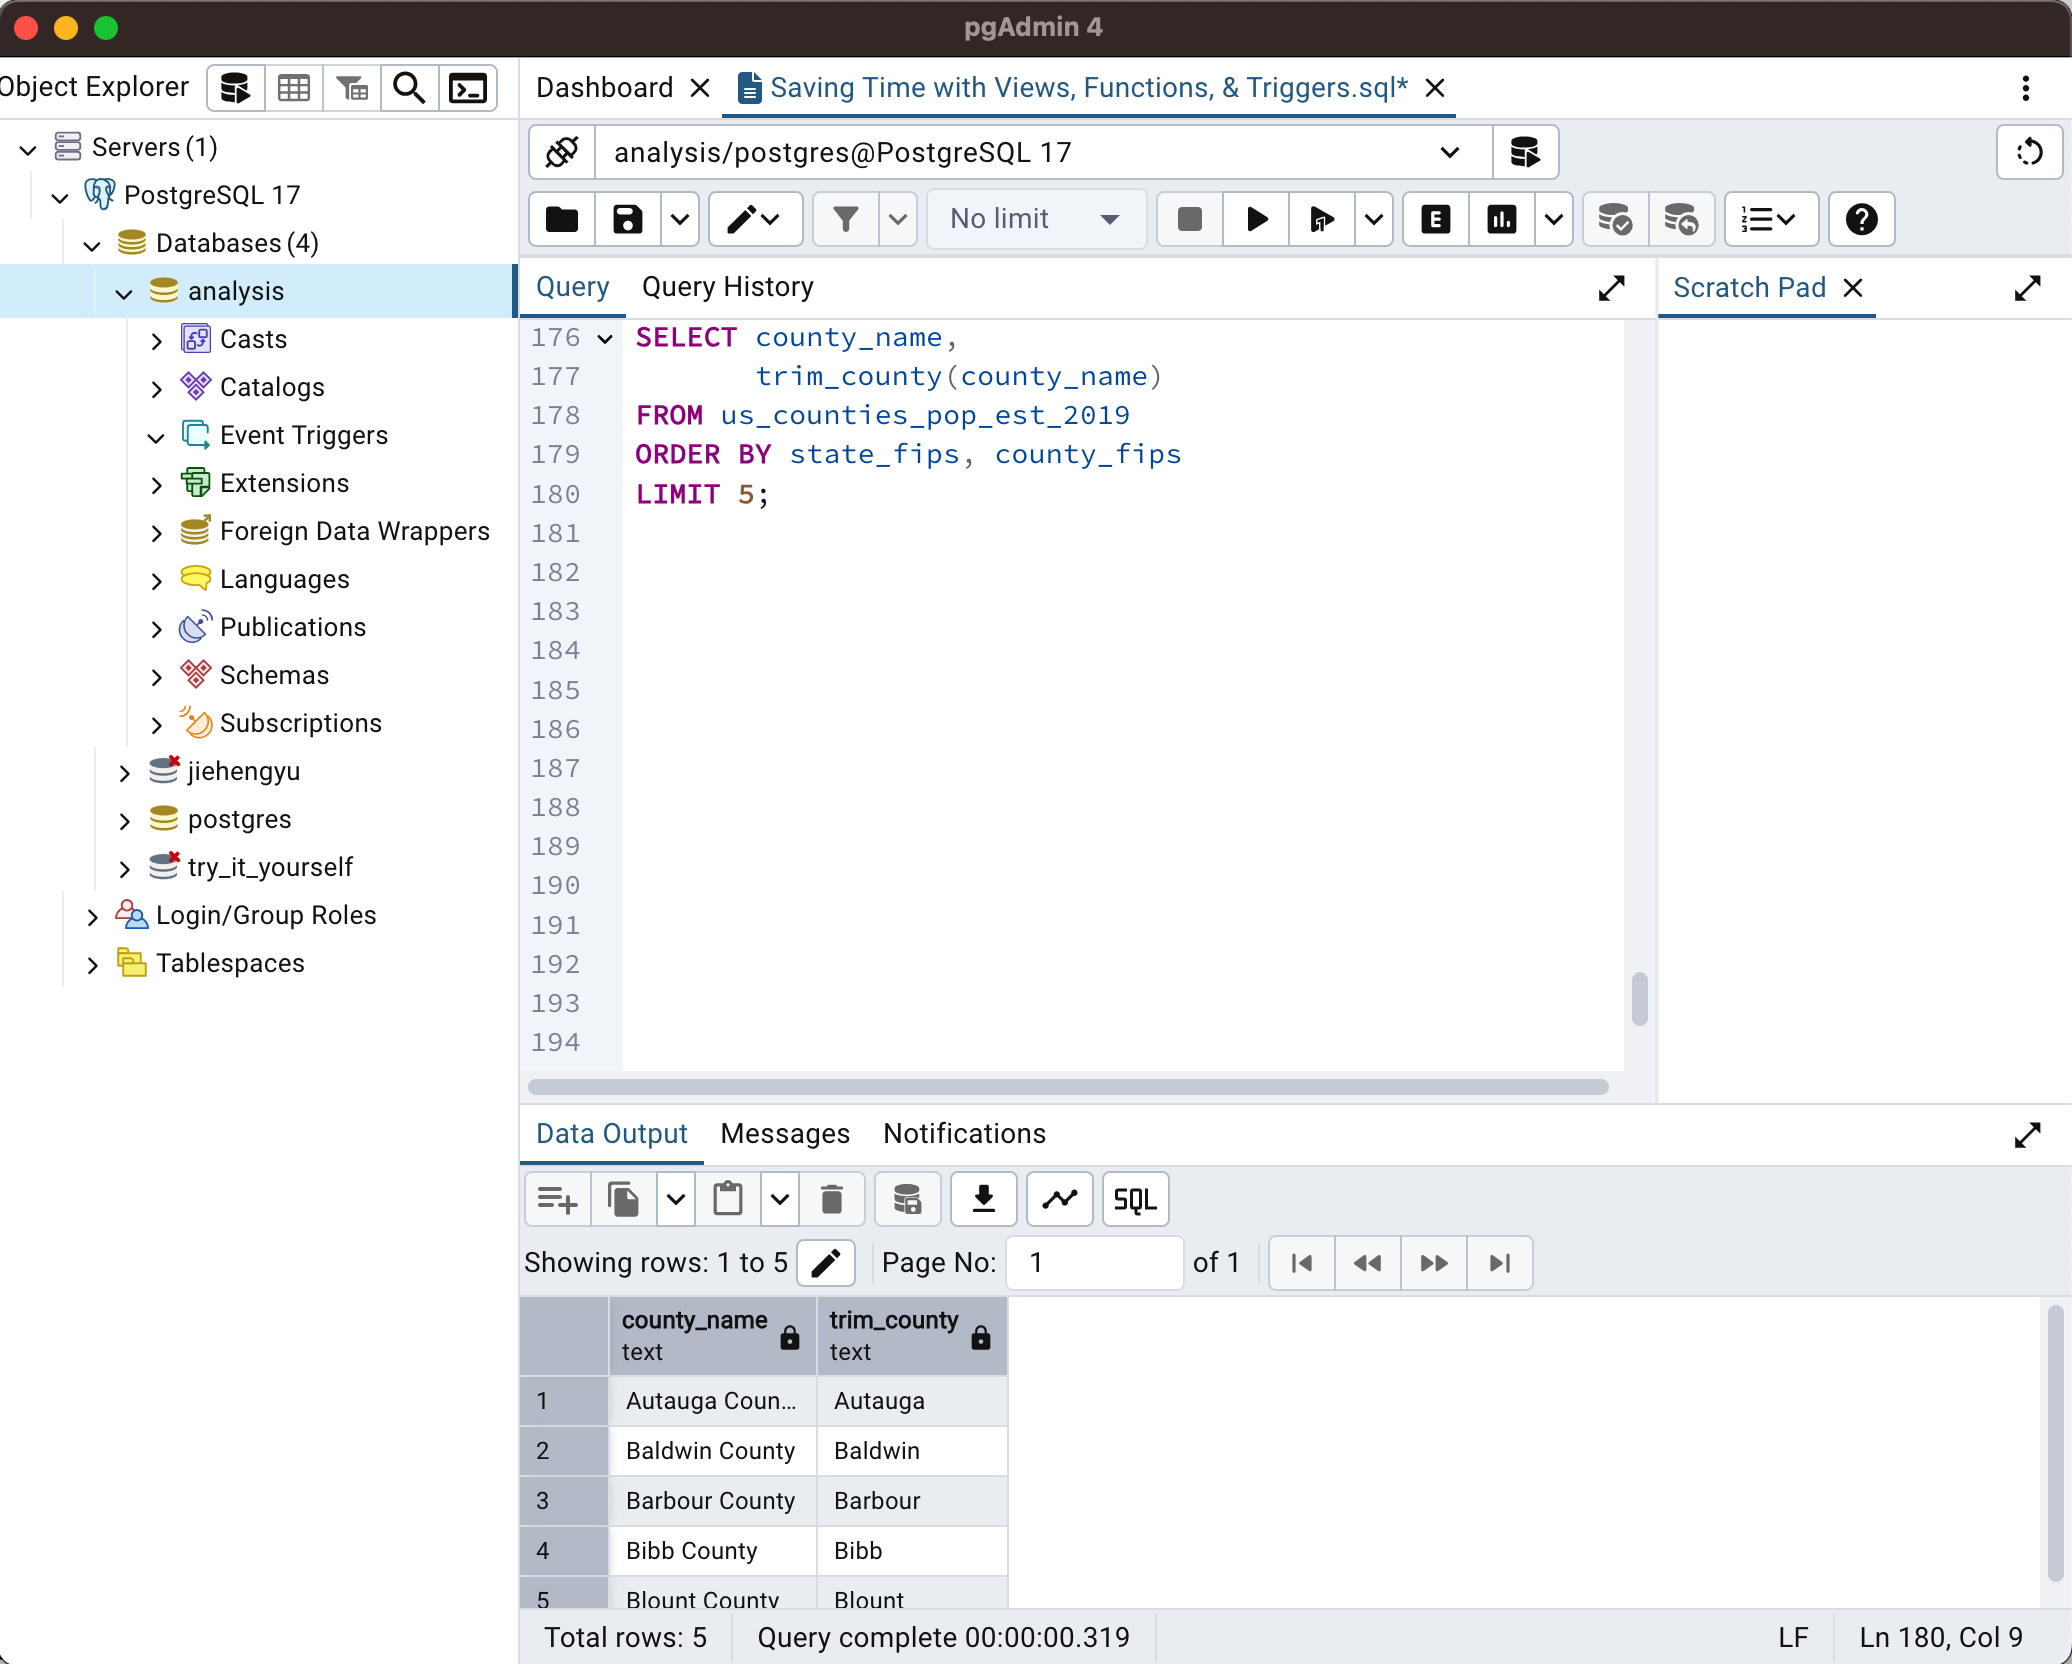 pgAdmin 4
Object Explorer
Dashboard
Saving Time with Views, Functions, & Triggers.sql*
Servers (1)
PostgreSQL 17
Databases (4)
analysis
Casts
Catalogs
Event Triggers
Extensions
Foreign Data Wrappers
Languages
Publications
Schemas
Subscriptions
jiehengyu
postgres
try_it_yourself
Login/Group Roles
Tablespaces
analysis/postgres@PostgreSQL 17
No limit
Query Query History
Scratch Pad
176 SELECT county_name,
177 trim_county(county_name)
178 FROM us_counties_pop_est_2019
179 ORDER BY state_fips, county_fips
180 LIMIT 5;
181
182
183
184
185
186
187
188
189
190
191
192
193
194
Data Output Messages Notifications
SQL
Showing rows: 1 to 5 Page No: 1 of 1
county_name trim_county
text text
1 Autauga Coun... Autauga
2 Baldwin County Baldwin
3 Barbour County Barbour
4 Bibb County Bibb
5 Blount County Blount
Total rows: 5 Query complete 00:00:00.319 LF Ln 180, Col 9